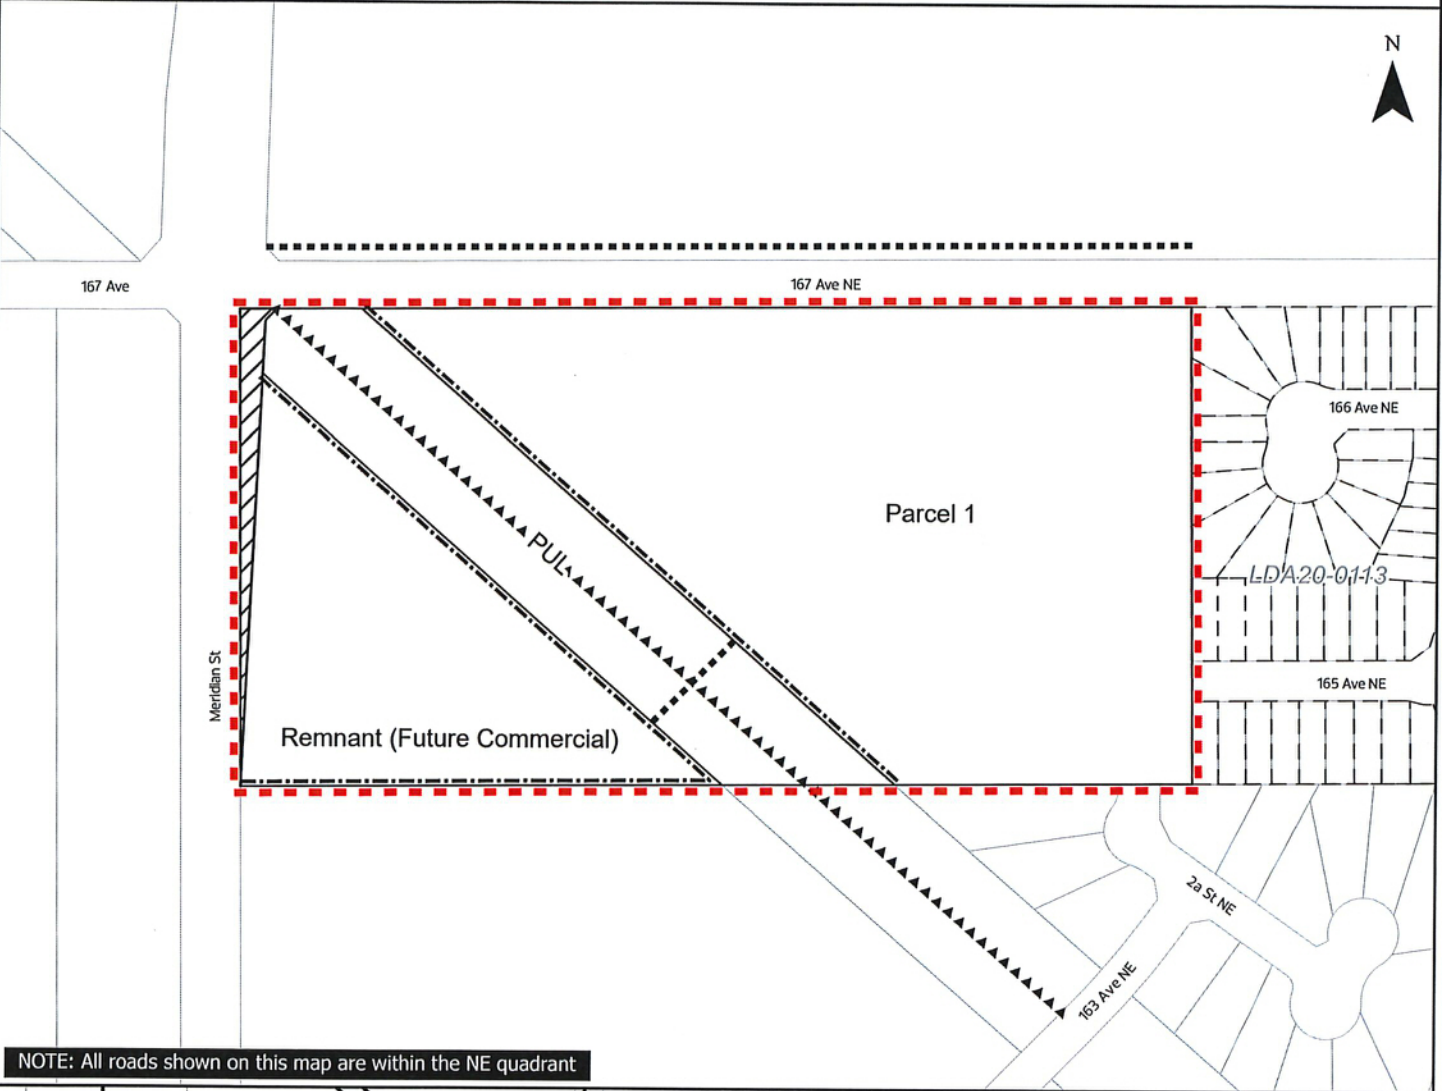 N
167 Ave
167 Ave NE
166 Ave NE
Parcel 1
PUL
LDA20-0113
165 Ave NE
Meridian St
Remnant (Future Commercial)
2a St NE
163 Ave NE
NOTE: All roads shown on this map are within the NE quadrant